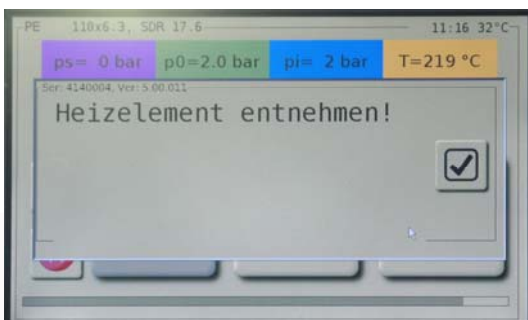 PE 110x6.3, SDR 17.6 11:16 32°C
ps= 0 bar p0=2.0 bar pi= 2 bar T=219 °C
Ser: 4140004, Ver: 5.00.011
Heizelement entnehmen!